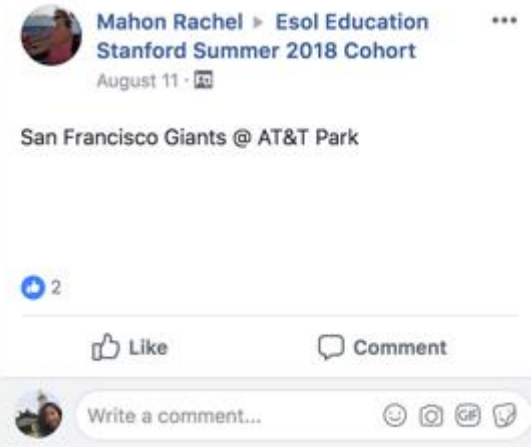 Mahon Rachel ▸ Esol Education
Stanford Summer 2018 Cohort
August 11 ·
San Francisco Giants @ AT&T Park
2
Like Comment
Write a comment... GIF